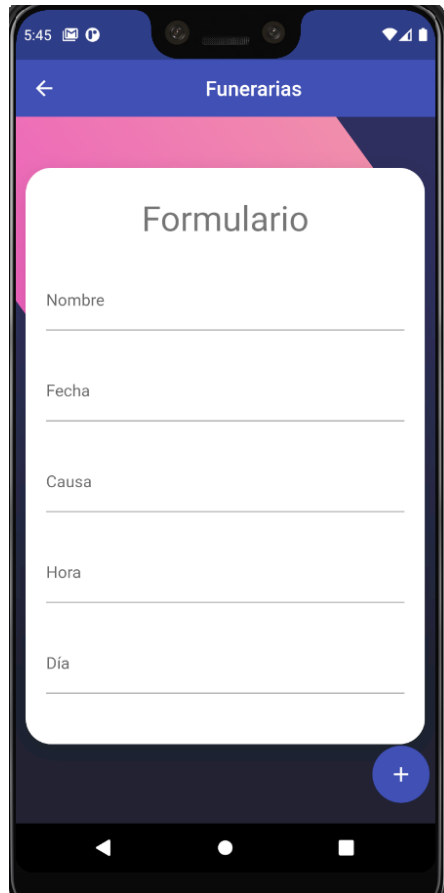 5:45
Funerarias
Formulario
Nombre
Fecha
Causa
Hora
Día
+